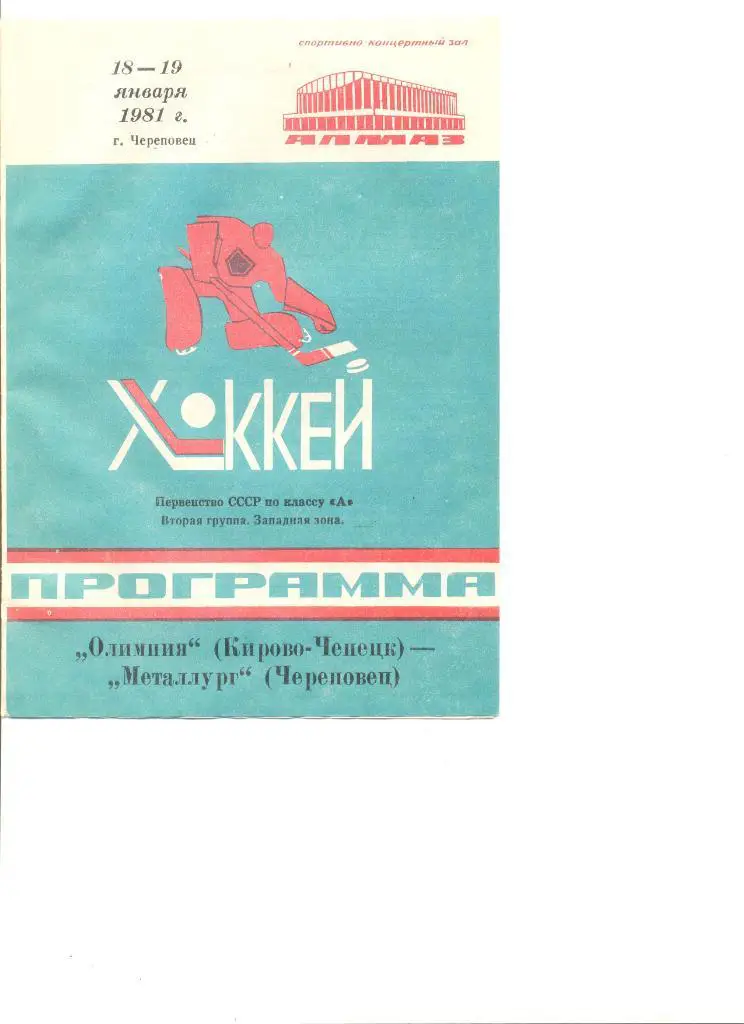 спортивно концертный зал
18—19
января
1981 г.
г. Череповец
АЛМАЗ
ХОККЕЙ
Первенство СССР по классу «А»
Вторая группа. Западная зона.
ПРОГРАММА
„Олимпия“ (Кирово-Чепецк) —
„Металлург“ (Череповец)